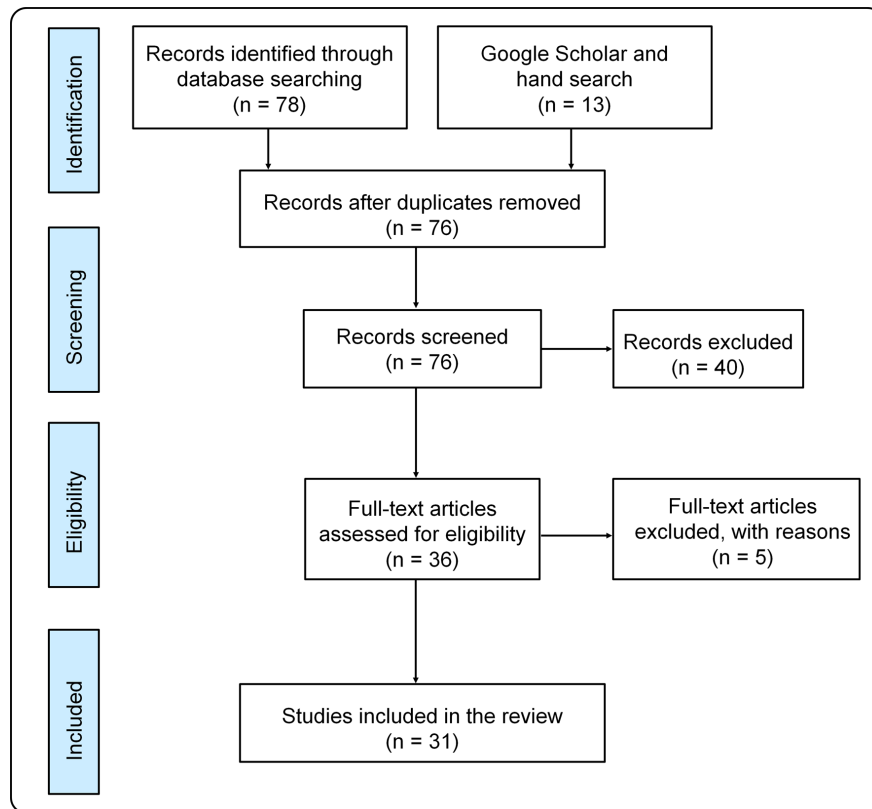 Identification
Records identified through
database searching
(n = 78)
Google Scholar and
hand search
(n = 13)
Records after duplicates removed
(n = 76)
Screening
Records screened
(n = 76)
Records excluded
(n = 40)
Eligibility
Full-text articles
assessed for eligibility
(n = 36)
Full-text articles
excluded, with reasons
(n = 5)
Included
Studies included in the review
(n = 31)